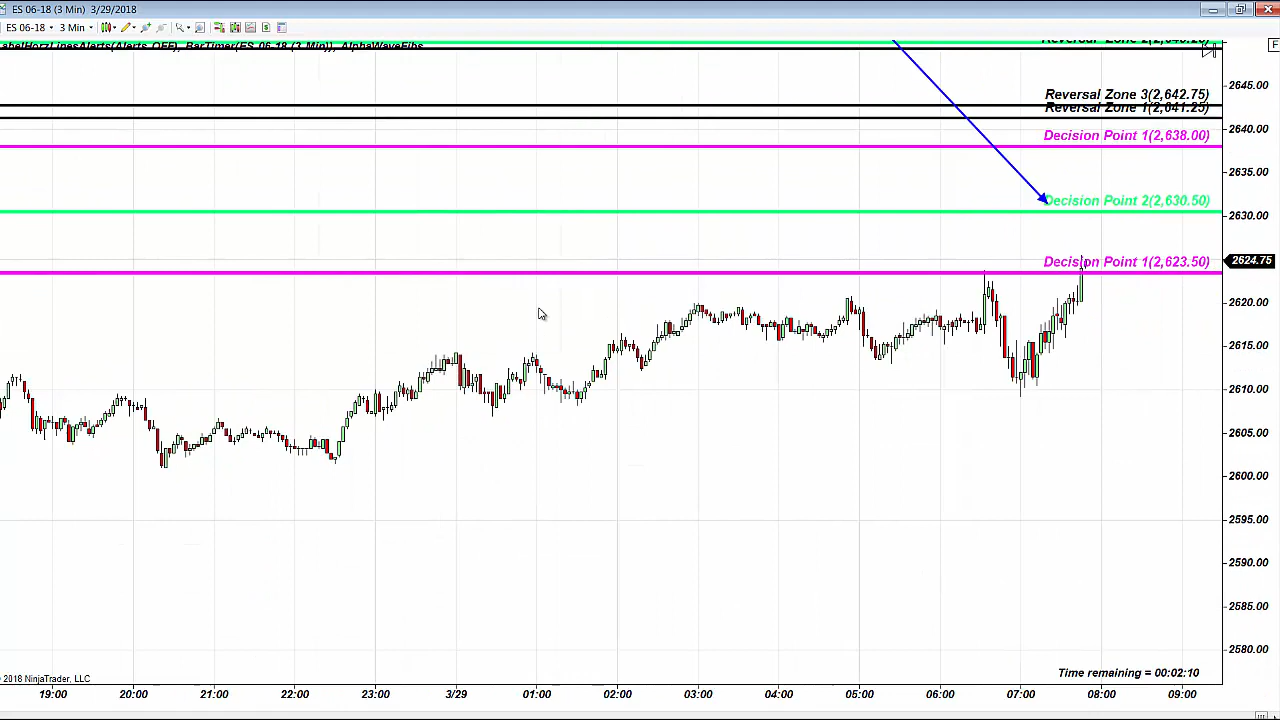 ES 06-18 (3 Min) 3/29/2018
ES 06-18 3 Min
abelHorzLinesAlerts(Alerts OFF), BarTimer(ES 06-18 (3 Min)), AlphaWaveFibs
F
2645.00
Reversal Zone 3(2,642.75)
Reversal Zone 1(2,641.25)
2640.00
Decision Point 1(2,638.00)
2635.00
Decision Point 2(2,630.50)
2630.00
Decision Point 1(2,623.50)
2624.75
2620.00
2615.00
2610.00
2605.00
2600.00
2595.00
2590.00
2585.00
2580.00
Time remaining = 00:02:10
2018 NinjaTrader, LLC
19:00 20:00 21:00 22:00 23:00 3/29 01:00 02:00 03:00 04:00 05:00 06:00 07:00 08:00 09:00